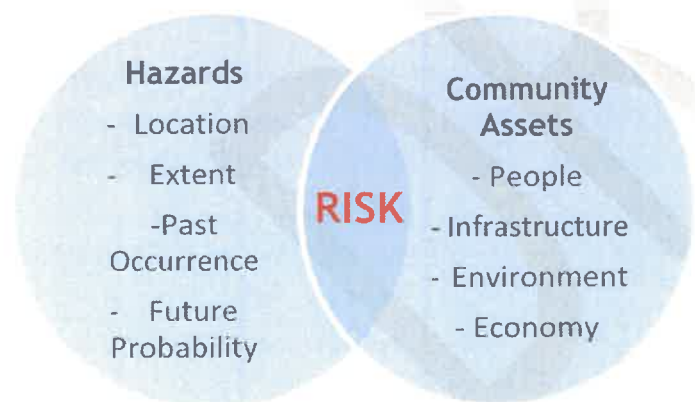 Hazards
- Location
- Extent
-Past
Occurrence
- Future
Probability
RISK
Community
Assets
- People
- Infrastructure
- Environment
- Economy